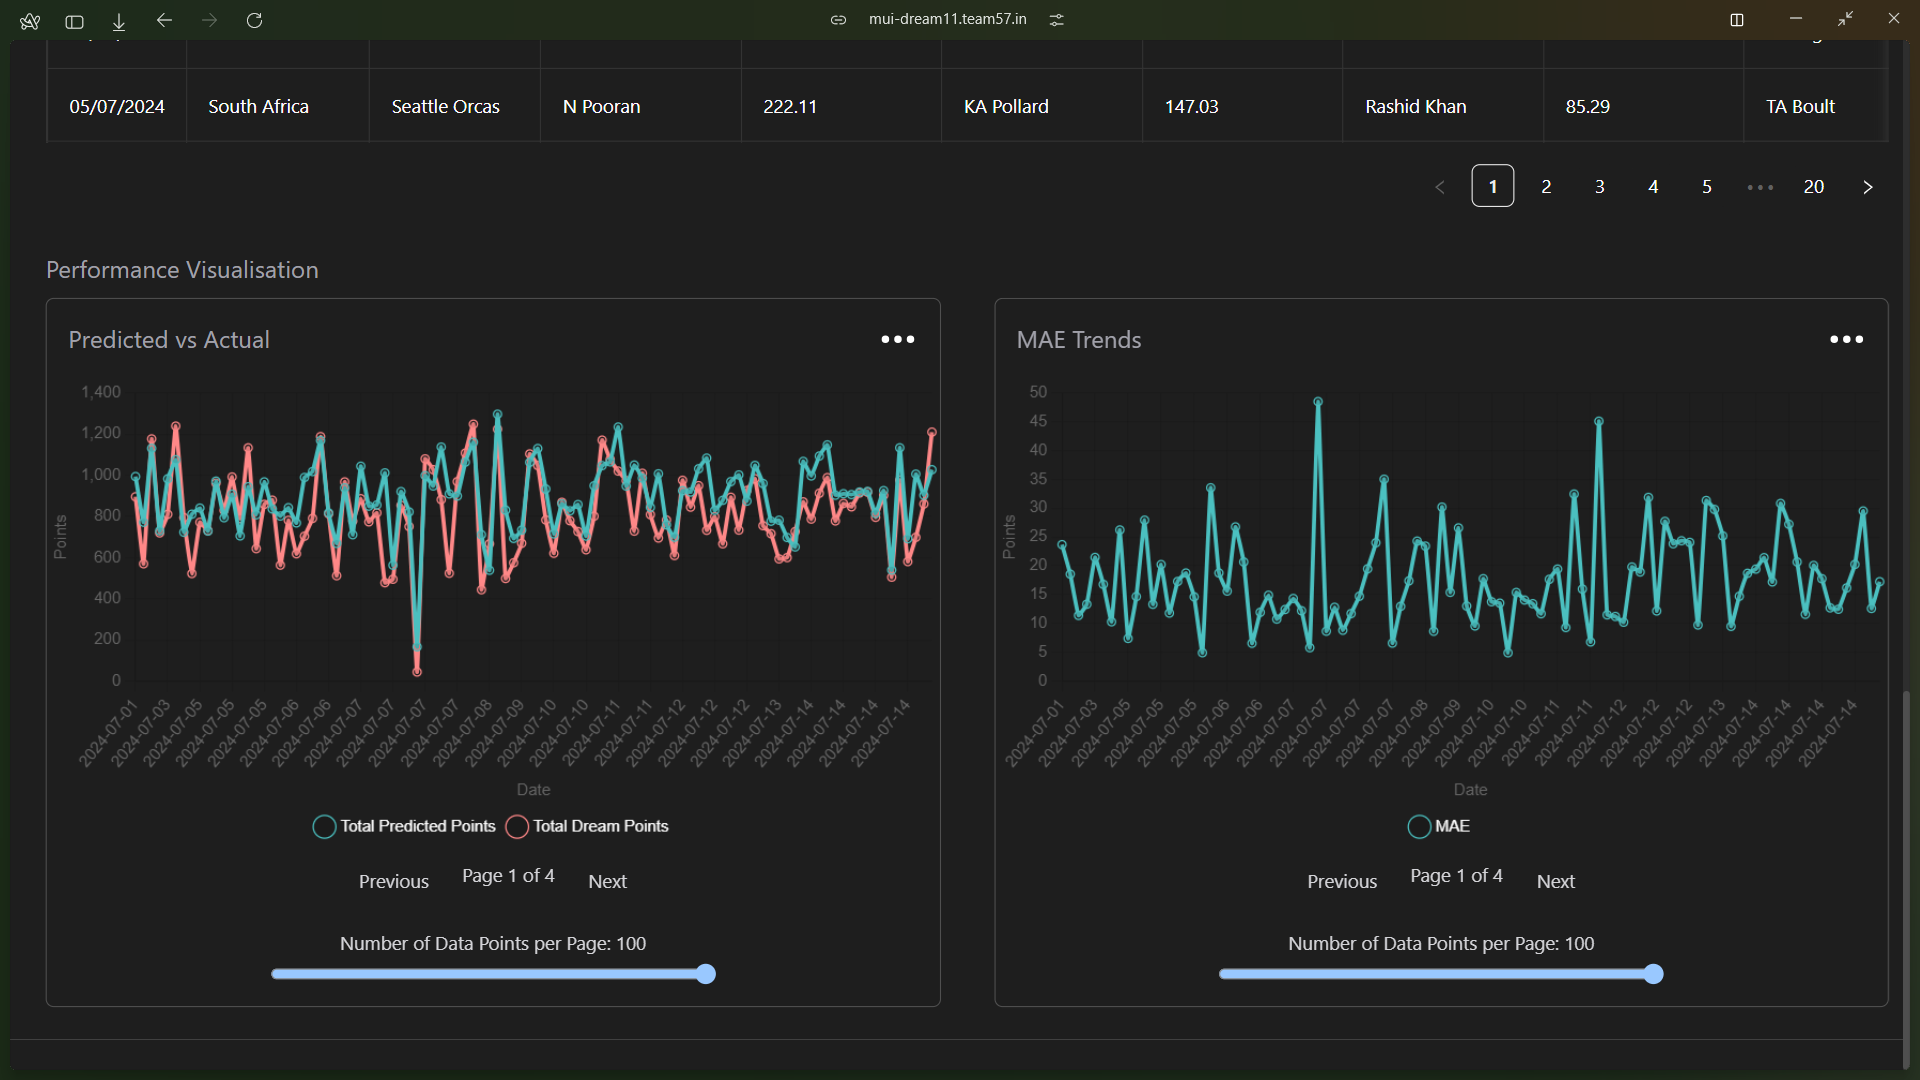 mui-dream11.team57.in
05/07/2024 South Africa Seattle Orcas N Pooran 222.11 KA Pollard 147.03 Rashid Khan 85.29 TA Boult
1 2 3 4 5 ••• 20
Performance Visualisation
Predicted vs Actual
1,400
1,200
1,000
800
600
400
200
0
Points
2024-07-01 2024-07-03 2024-07-05 2024-07-05 2024-07-05 2024-07-06 2024-07-06 2024-07-07 2024-07-07 2024-07-07 2024-07-07 2024-07-08 2024-07-09 2024-07-10 2024-07-10 2024-07-11 2024-07-11 2024-07-12 2024-07-12 2024-07-12 2024-07-13 2024-07-14 2024-07-14 2024-07-14 2024-07-14
Date
Total Predicted Points Total Dream Points
Previous Page 1 of 4 Next
Number of Data Points per Page: 100
MAE Trends
50
45
40
35
30
25
20
15
10
5
0
Points
2024-07-01 2024-07-03 2024-07-05 2024-07-05 2024-07-05 2024-07-06 2024-07-06 2024-07-07 2024-07-07 2024-07-07 2024-07-07 2024-07-08 2024-07-09 2024-07-10 2024-07-10 2024-07-11 2024-07-11 2024-07-12 2024-07-12 2024-07-12 2024-07-13 2024-07-14 2024-07-14 2024-07-14 2024-07-14
Date
MAE
Previous Page 1 of 4 Next
Number of Data Points per Page: 100